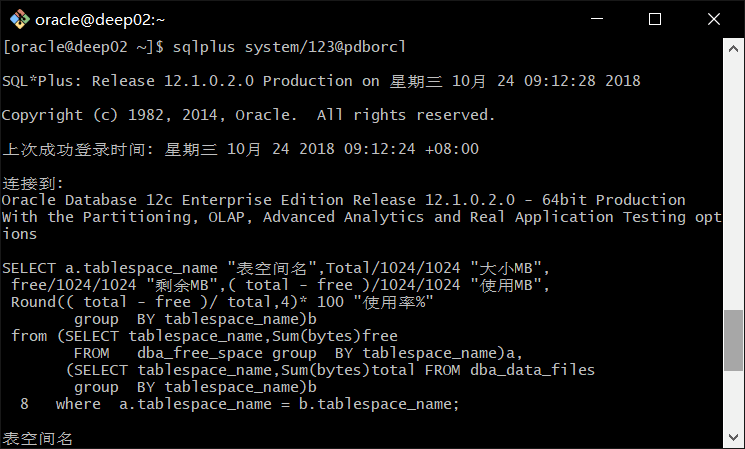 oracle@deep02:~
[oracle@deep02 ~]$ sqlplus system/123@pdborcl
SQL*Plus: Release 12.1.0.2.0 Production on 星期三 10月 24 09:12:28 2018
Copyright (c) 1982, 2014, Oracle.  All rights reserved.
上次成功登录时间: 星期三 10月 24 2018 09:12:24 +08:00
连接到:
Oracle Database 12c Enterprise Edition Release 12.1.0.2.0 - 64bit Production
With the Partitioning, OLAP, Advanced Analytics and Real Application Testing opt
ions
SELECT a.tablespace_name "表空间名",Total/1024/1024 "大小MB",
 free/1024/1024 "剩余MB",( total - free )/1024/1024 "使用MB",
 Round(( total - free )/ total,4)* 100 "使用率%"
        group  BY tablespace_name)b
 from (SELECT tablespace_name,Sum(bytes)free
        FROM   dba_free_space group  BY tablespace_name)a,
       (SELECT tablespace_name,Sum(bytes)total FROM dba_data_files
        group  BY tablespace_name)b
  8   where  a.tablespace_name = b.tablespace_name;
表空间名